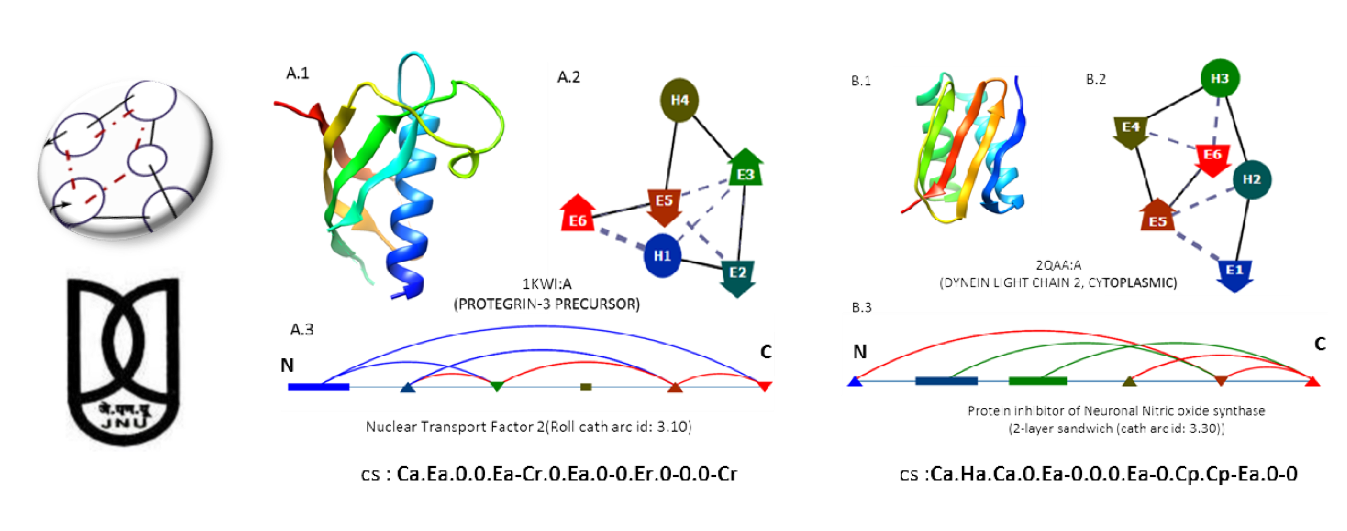 A.1
A.2
H4
E3
E5
E6
H1
E2
1KWI:A
(PROTEGRIN-3 PRECURSOR)
A.3
N
C
Nuclear Transport Factor 2(Roll cath arc id: 3.10)
cs : Ca.Ea.0.0.Ea-Cr.0.Ea.0-0.Er.0-0.0-Cr
B.1
B.2
H3
E4
E6
H2
E5
E1
2QAA:A
(DYNEIN LIGHT CHAIN 2, CYTOPLASMIC)
B.3
N
C
Protein inhibitor of Neuronal Nitric oxide synthase
(2-layer sandwich (cath arc id: 3.30))
cs :Ca.Ha.Ca.0.Ea-0.0.0.Ea-0.Cp.Cp-Ea.0-0
जे.एन.यू
JNU